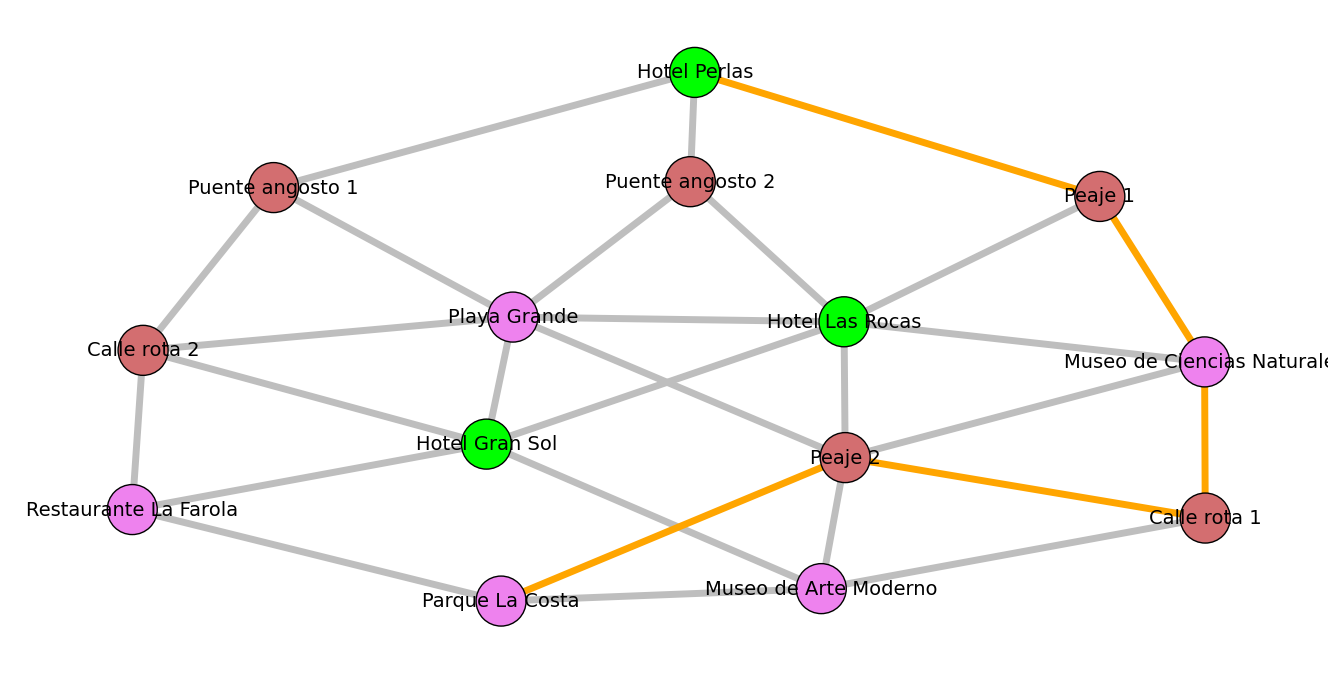 Hotel Perlas
Puente angosto 1
Puente angosto 2
Peaje 1
Playa Grande
Hotel Las Rocas
Calle rota 2
Museo de Ciencias Naturale
Hotel Gran Sol
Peaje 2
Restaurante La Farola
Calle rota 1
Parque La Costa
Museo de Arte Moderno